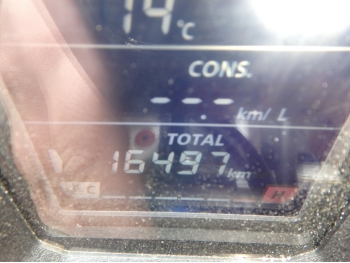 14°C
CONS.
--- km/L
TOTAL
16497 km
C